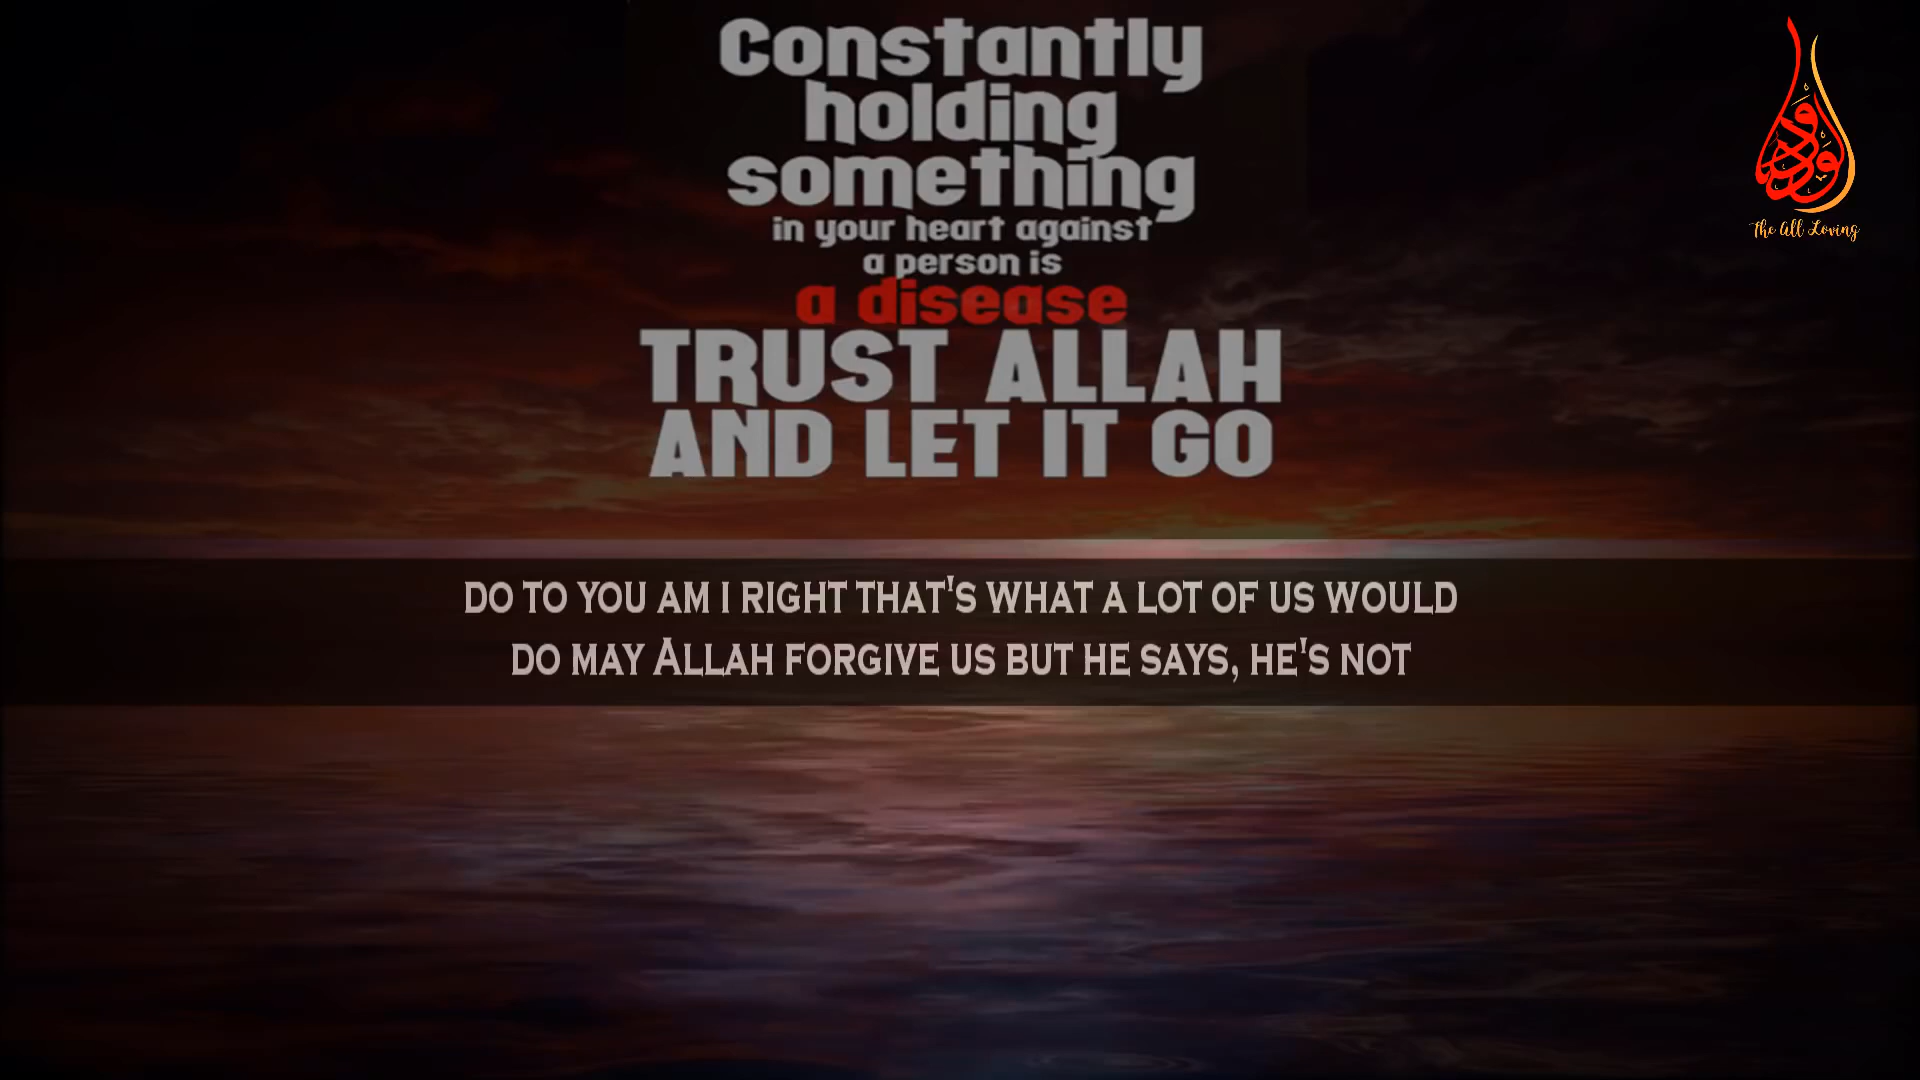 Constantly
holding
something
in your heart against
a person is
a disease
TRUST ALLAH
AND LET IT GO
DO TO YOU AM I RIGHT THAT'S WHAT A LOT OF US WOULD
DO MAY ALLAH FORGIVE US BUT HE SAYS, HE'S NOT
The All Loving